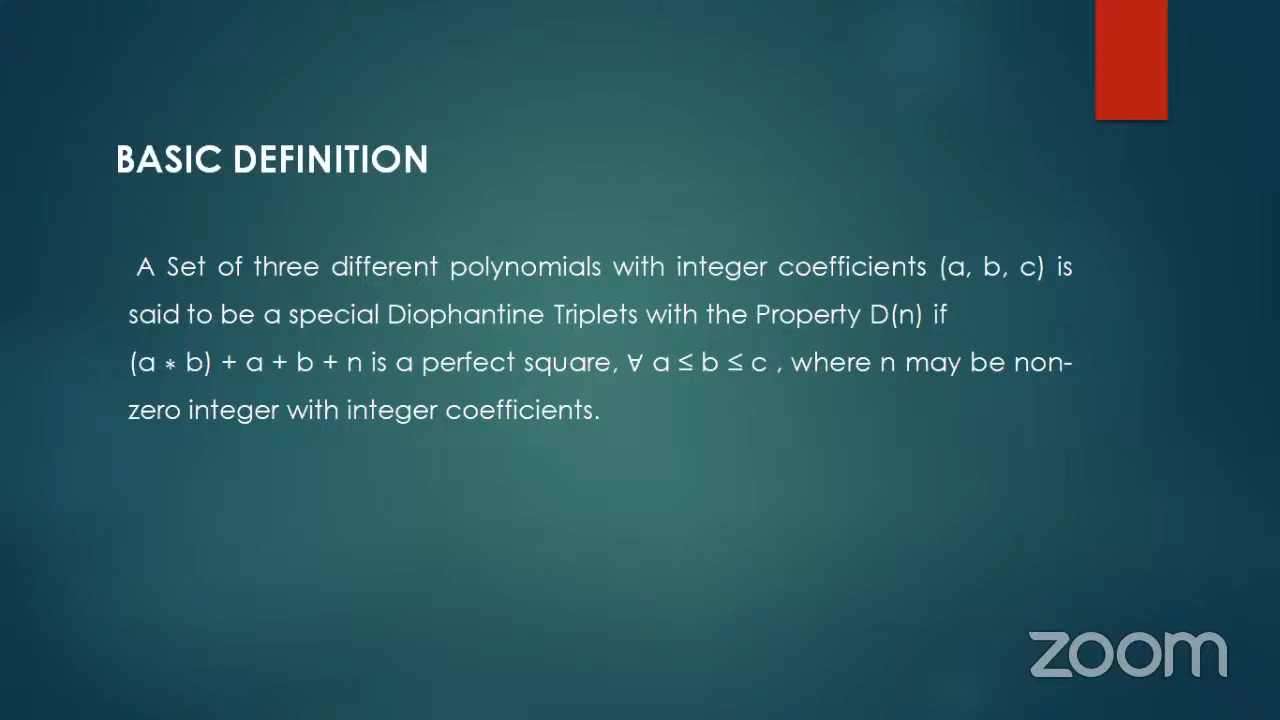 BASIC DEFINITION
A Set of three different polynomials with integer coefficients (a, b, c) is
said to be a special Diophantine Triplets with the Property D(n) if
(a * b) + a + b + n is a perfect square, ∀ a ≤ b ≤ c , where n may be non-
zero integer with integer coefficients.
zoom